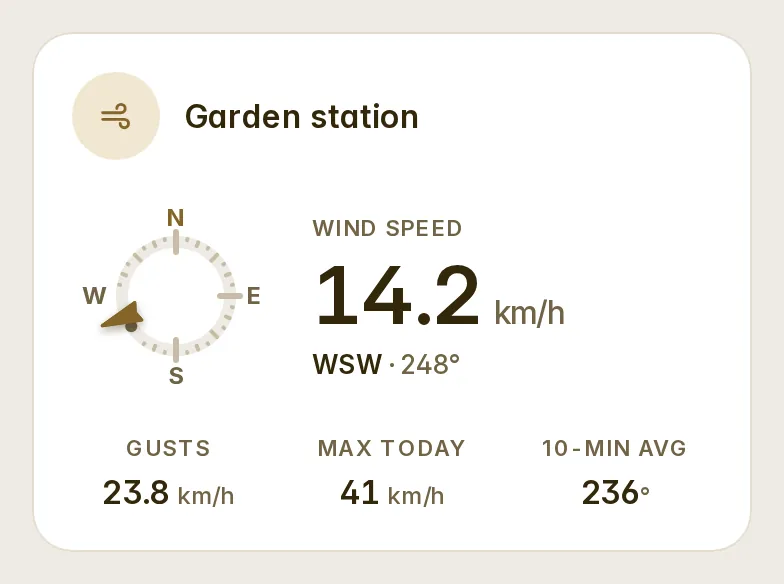 Garden station
N
W
E
S
WIND SPEED
14.2 km/h
WSW · 248°
GUSTS
23.8 km/h
MAX TODAY
41 km/h
10-MIN AVG
236°